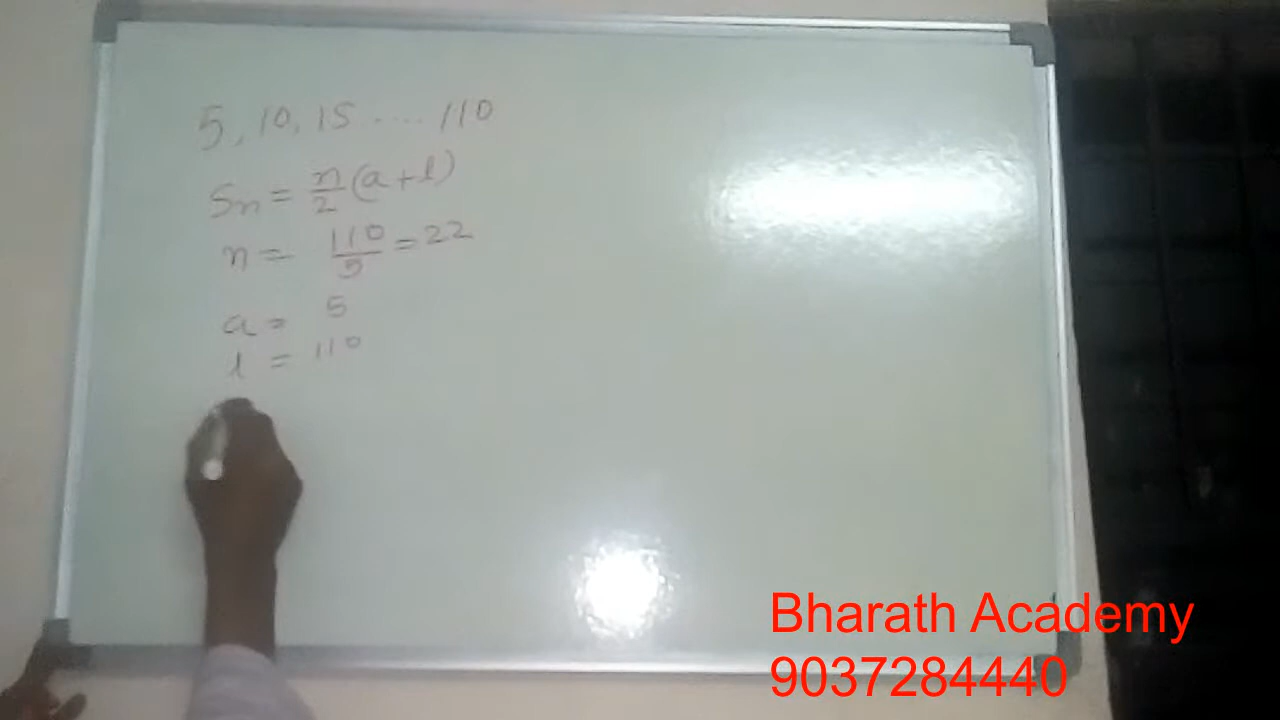 5, 10, 15 .... 110
Sn = n/2 (a+l)
n = 110/5 = 22
a = 5
l = 110
Bharath Academy
9037284440